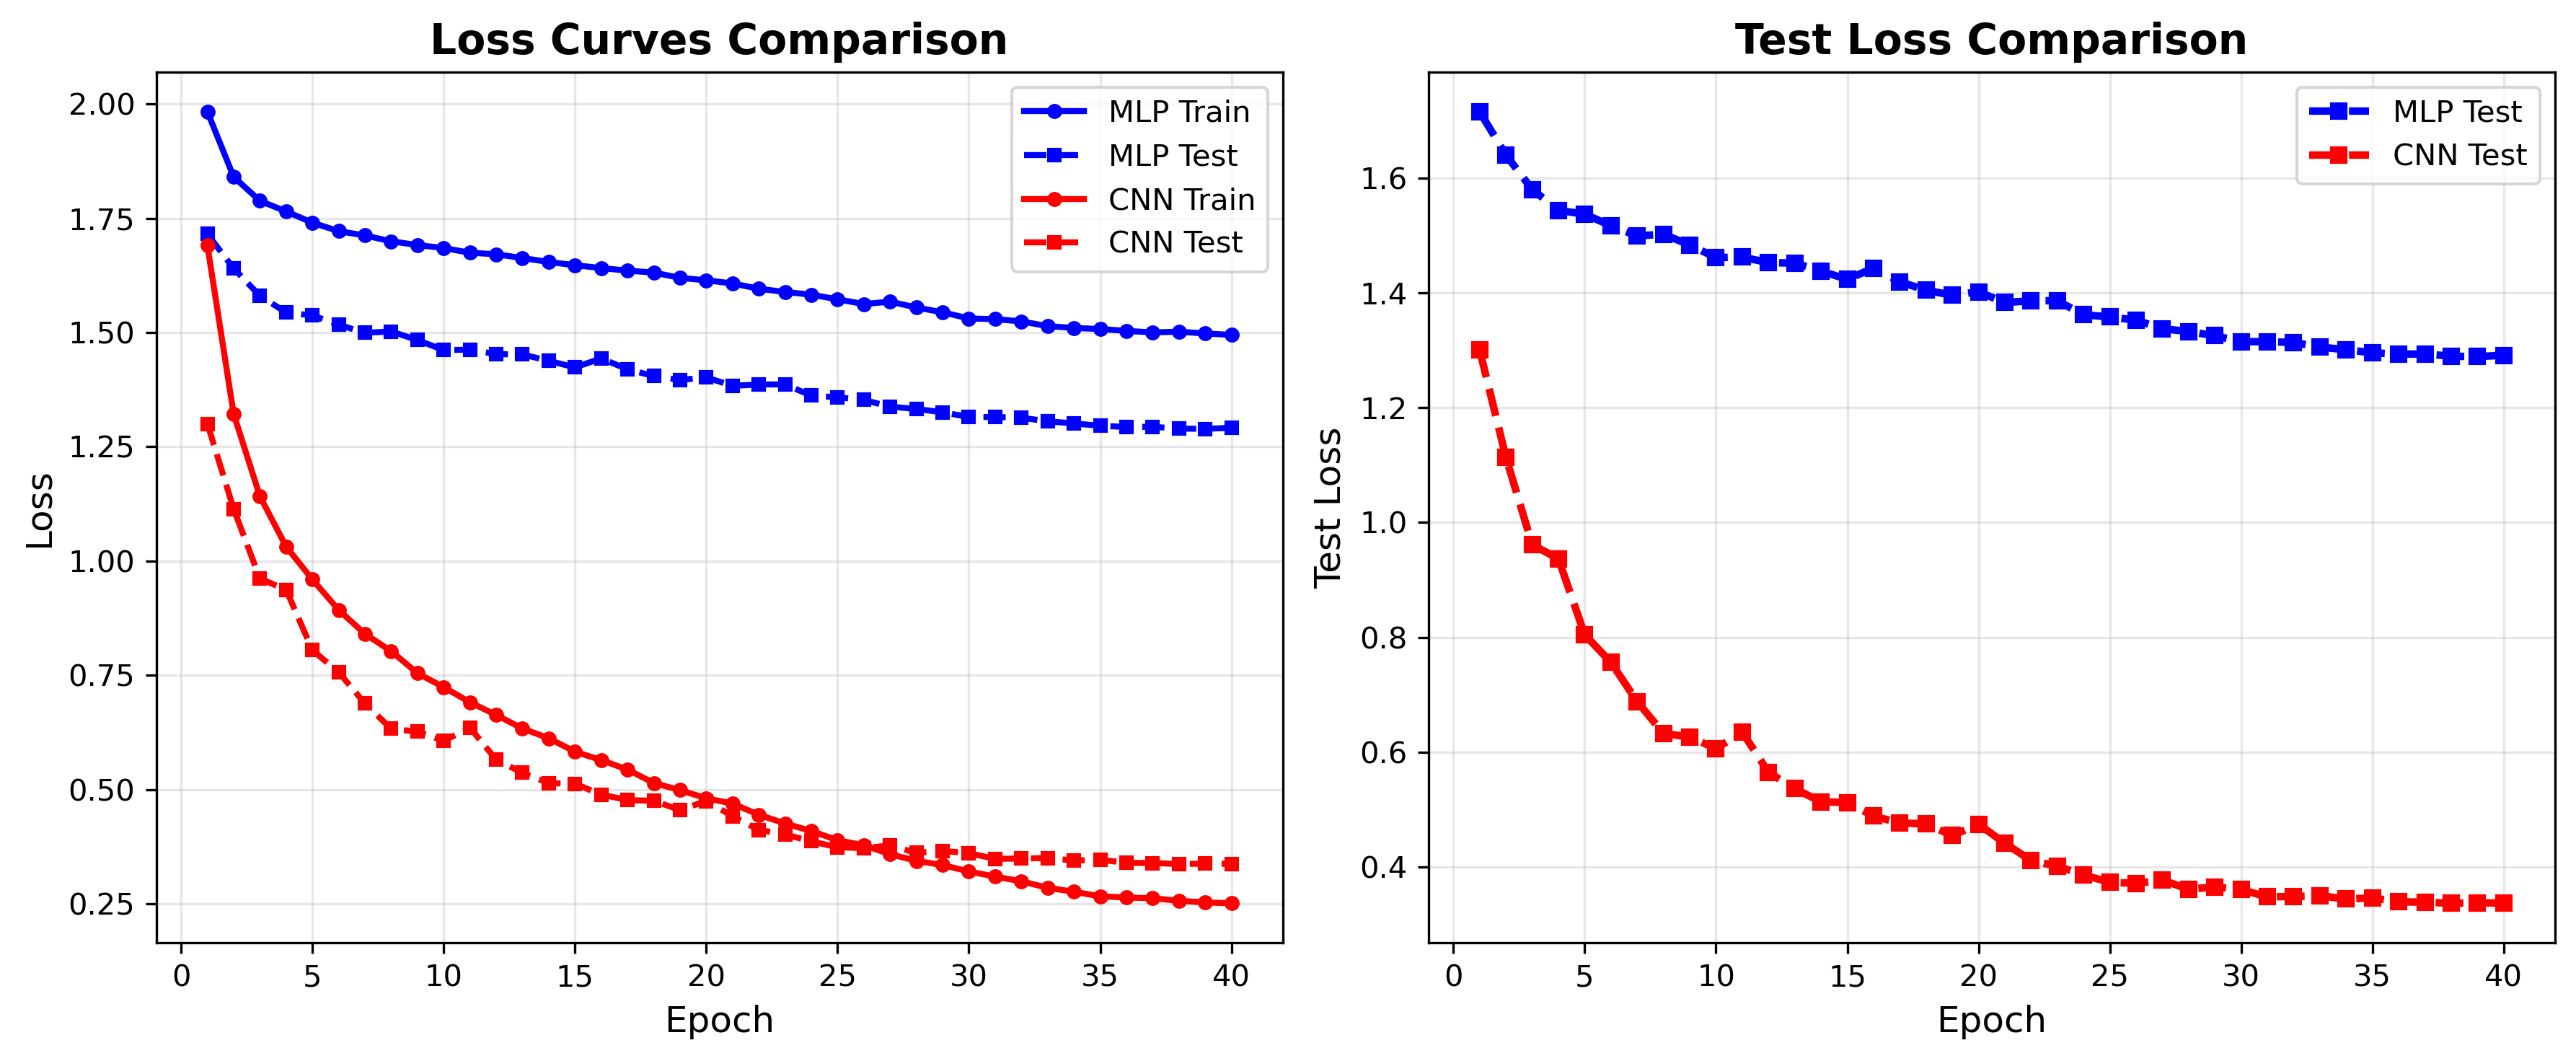 Loss Curves Comparison
2.00
1.75
1.50
1.25
1.00
0.75
0.50
0.25
Loss
0 5 10 15 20 25 30 35 40
Epoch
MLP Train
MLP Test
CNN Train
CNN Test
Test Loss Comparison
1.6
1.4
1.2
1.0
0.8
0.6
0.4
Test Loss
0 5 10 15 20 25 30 35 40
Epoch
MLP Test
CNN Test